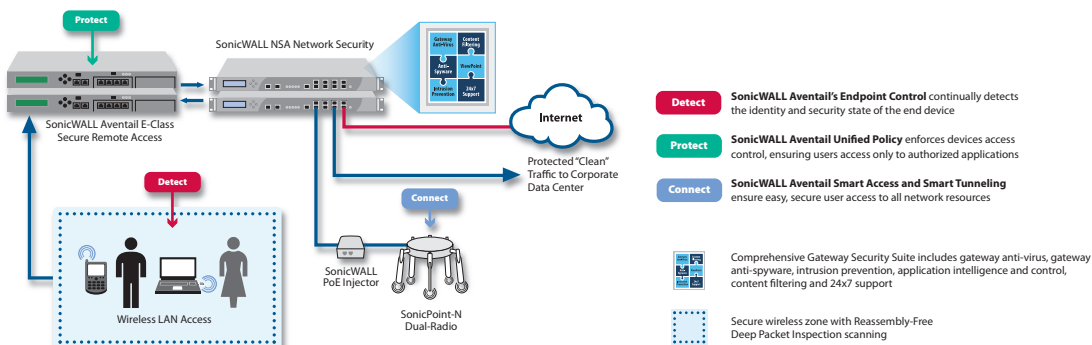 Protect
SonicWALL NSA Network Security
Gateway
Anti-Virus
Content
Filtering
Anti-
Spyware
ViewPoint
Intrusion
Prevention
24x7
Support
SonicWALL Aventail E-Class
Secure Remote Access
Internet
Protected "Clean"
Traffic to Corporate
Data Center
Detect
Connect
Wireless LAN Access
SonicWALL
PoE Injector
SonicPoint-N
Dual-Radio
Detect
SonicWALL Aventail's Endpoint Control continually detects
the identity and security state of the end device
Protect
SonicWALL Aventail Unified Policy enforces devices access
control, ensuring users access only to authorized applications
Connect
SonicWALL Aventail Smart Access and Smart Tunneling
ensure easy, secure user access to all network resources
Comprehensive Gateway Security Suite includes gateway anti-virus, gateway
anti-spyware, intrusion prevention, application intelligence and control,
content filtering and 24x7 support
Secure wireless zone with Reassembly-Free
Deep Packet Inspection scanning